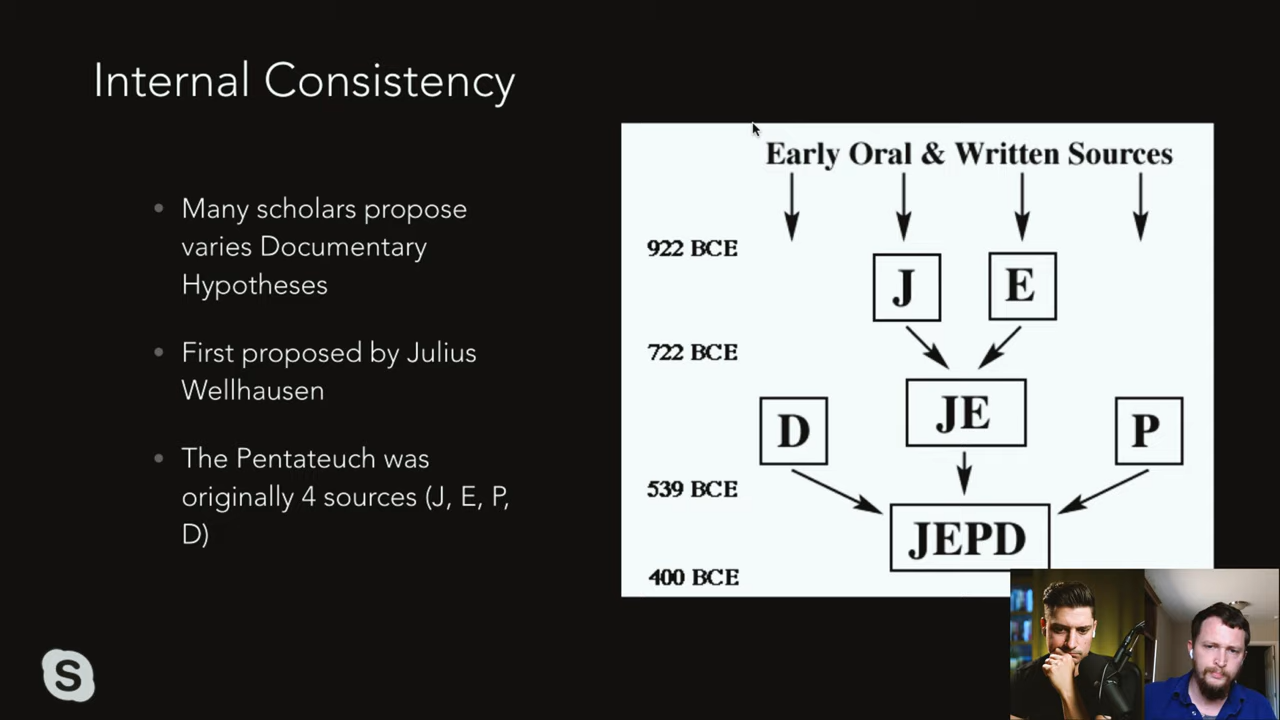 Internal Consistency
Many scholars propose
varies Documentary
Hypotheses
First proposed by Julius
Wellhausen
The Pentateuch was
originally 4 sources (J, E, P,
D)
Early Oral & Written Sources
922 BCE
J
E
722 BCE
JE
D
P
539 BCE
JEPD
400 BCE
S